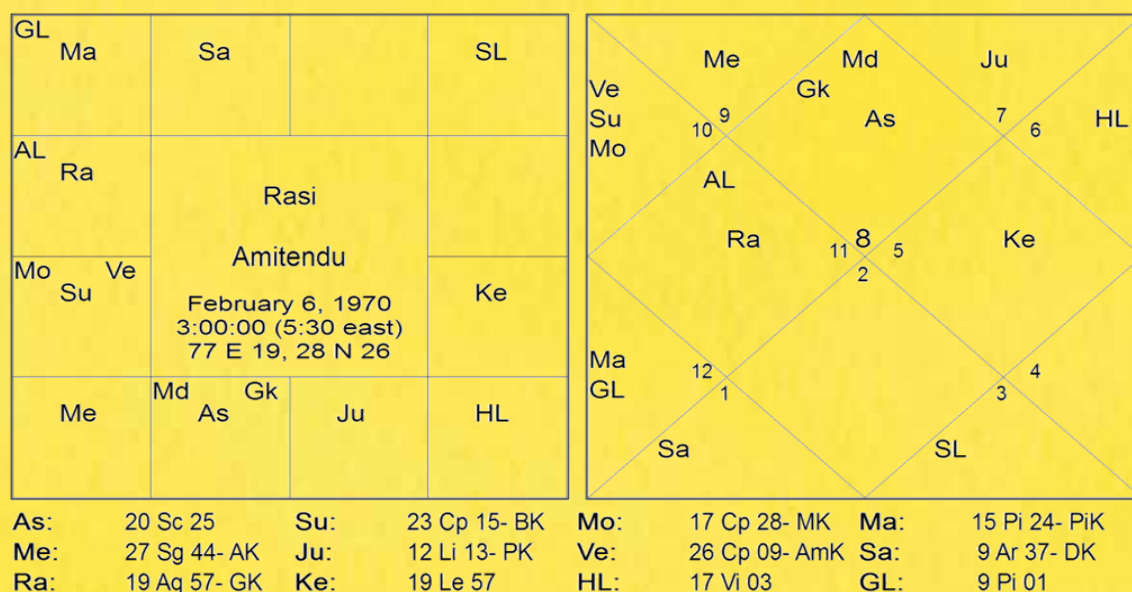 GL
Ma Sa SL
AL
Ra
Rasi
Amitendu
Mo Ve
Su Ke
February 6, 1970
3:00:00 (5:30 east)
77 E 19, 28 N 26
Md Gk
Me As Ju HL
Me Md Ju
Ve Gk
Su 9 As 7 HL
10 6
Mo
AL
Ra 11 8 5 Ke
2
Ma 12 4
GL 1 3
Sa SL
As: 20 Sc 25 Su: 23 Cp 15- BK Mo: 17 Cp 28- MK Ma: 15 Pi 24- PiK
Me: 27 Sg 44- AK Ju: 12 Li 13- PK Ve: 26 Cp 09- AmK Sa: 9 Ar 37- DK
Ra: 19 Aq 57- GK Ke: 19 Le 57 HL: 17 Vi 03 GL: 9 Pi 01